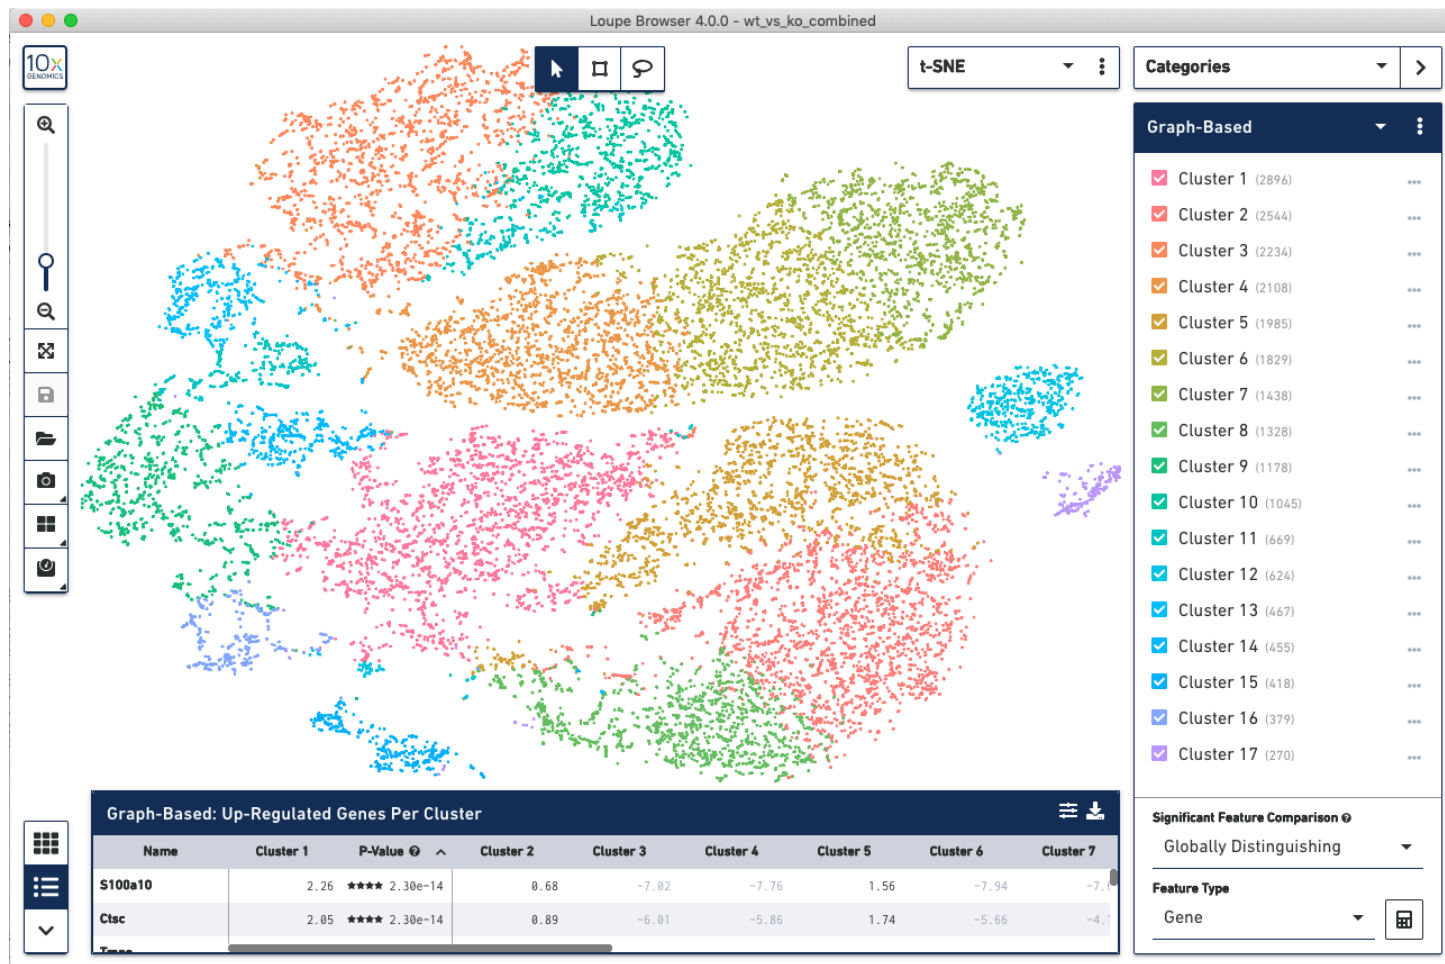 Loupe Browser 4.0.0 - wt_vs_ko_combined
10x
GENOMICS
t-SNE
Categories
Graph-Based
Cluster 1 (2896)
Cluster 2 (2544)
Cluster 3 (2234)
Cluster 4 (2108)
Cluster 5 (1985)
Cluster 6 (1829)
Cluster 7 (1438)
Cluster 8 (1328)
Cluster 9 (1178)
Cluster 10 (1045)
Cluster 11 (669)
Cluster 12 (624)
Cluster 13 (467)
Cluster 14 (455)
Cluster 15 (418)
Cluster 16 (379)
Cluster 17 (270)
Significant Feature Comparison
Globally Distinguishing
Feature Type
Gene
Graph-Based: Up-Regulated Genes Per Cluster
Name Cluster 1 P-Value Cluster 2 Cluster 3 Cluster 4 Cluster 5 Cluster 6 Cluster 7
S100a10 2.26 **** 2.30e-14 0.68 -7.02 -7.76 1.56 -7.94
Ctsc 2.05 **** 2.30e-14 0.89 -6.01 -5.86 1.74 -5.66